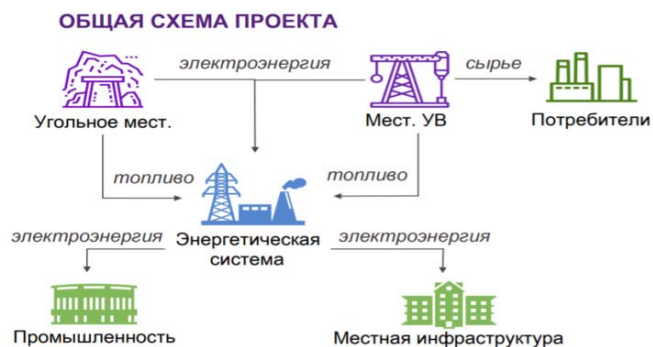 ОБЩАЯ СХЕМА ПРОЕКТА
электроэнергия
сырье
Угольное мест.
Мест. УВ
Потребители
топливо
топливо
электроэнергия
Энергетическая
система
электроэнергия
Промышленность
Местная инфраструктура